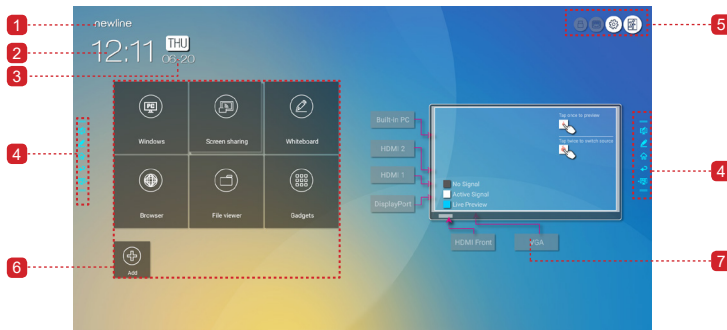 1
newline
2
12:11
THU
06.20
3
5
PC
Windows
Screen sharing
Whiteboard
Browser
File viewer
Gadgets
Add
4
6
Built-in PC
HDMI 2
HDMI 1
DisplayPort
Tap once to preview
Tap twice to switch source
No Signal
Active Signal
Live Preview
HDMI Front
VGA
4
7